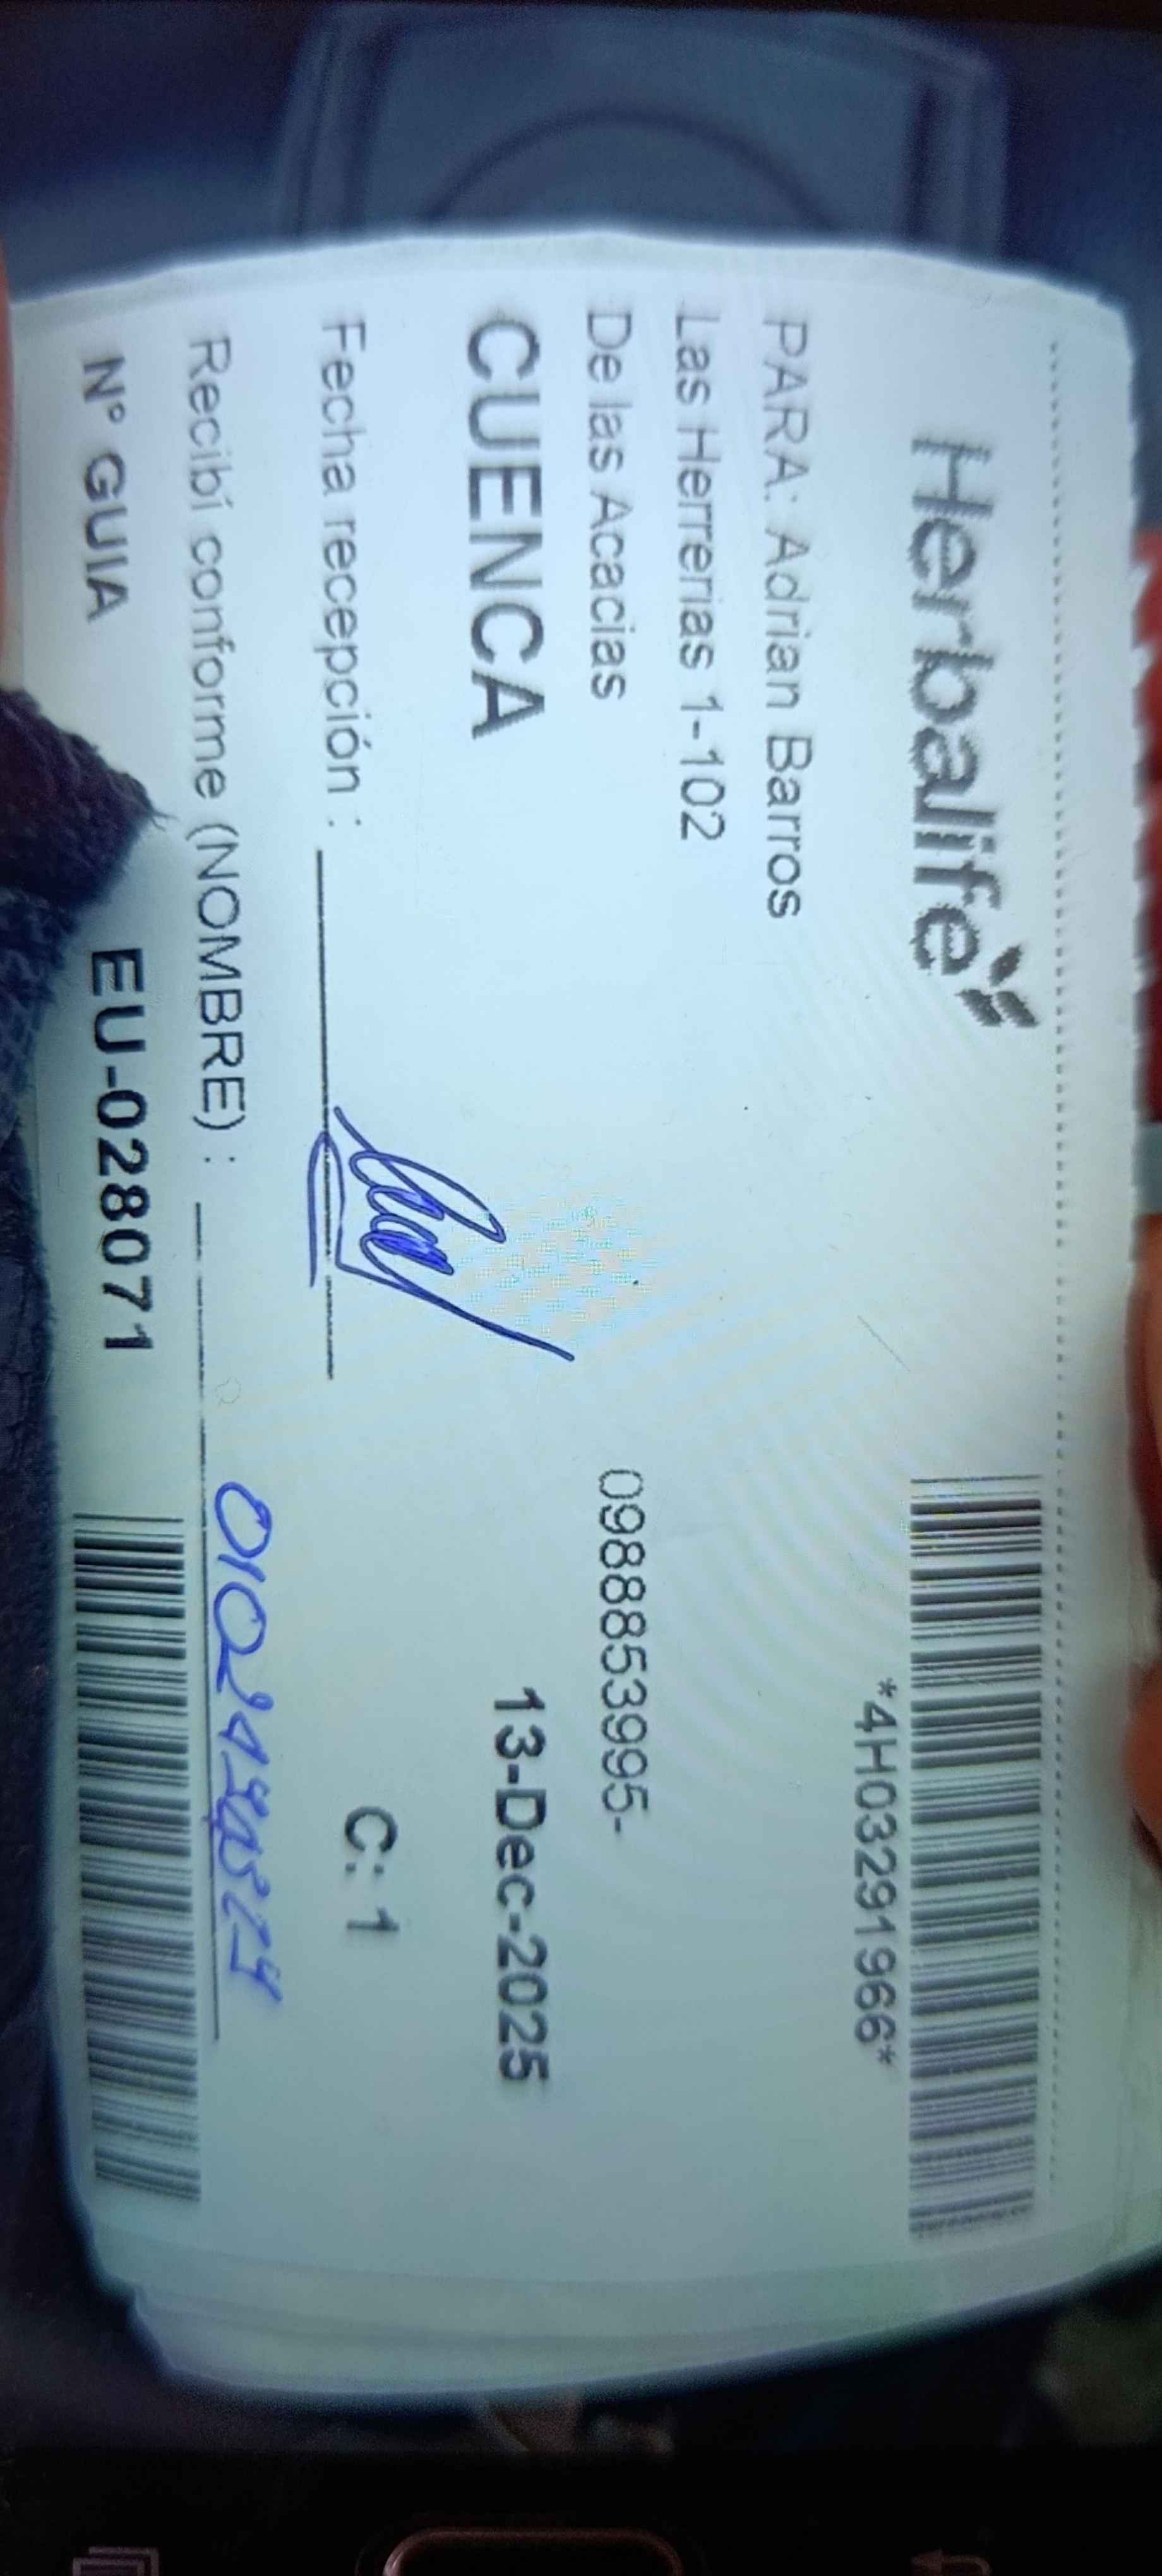 Herbalife
*4H03291966*
PARA: Adrian Barros
Las Herrerias 1-102
De las Acacias
0988853995-
CUENCA
13-Dec-2025
Fecha recepción :
C: 1
Recibí conforme (NOMBRE) :
N° GUIA
EU-028071